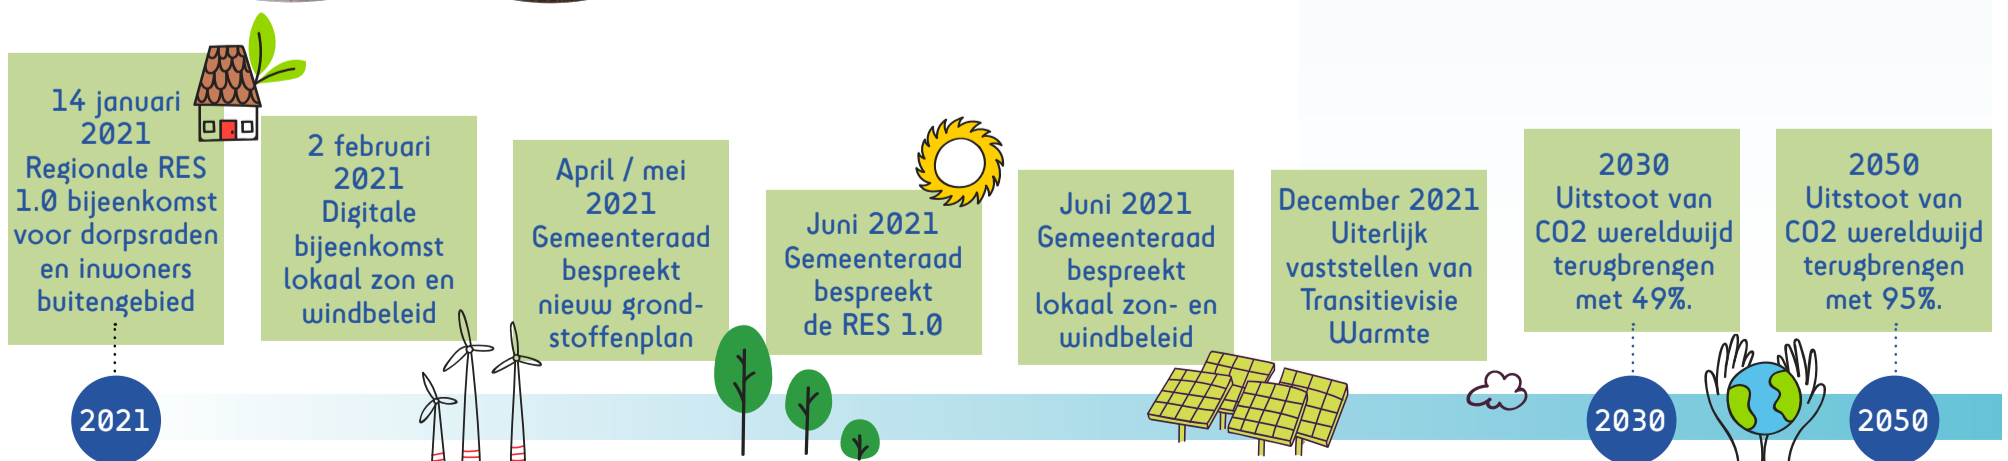 14 januari
2021
Regionale RES
1.0 bijeenkomst
voor dorpsraden
en inwoners
buitengebied
2 februari
2021
Digitale
bijeenkomst
lokaal zon en
windbeleid
April / mei
2021
Gemeenteraad
bespreekt
nieuw grond-
stoffenplan
Juni 2021
Gemeenteraad
bespreekt
de RES 1.0
Juni 2021
Gemeenteraad
bespreekt
lokaal zon- en
windbeleid
December 2021
Uiterlijk
vaststellen van
Transitievisie
Warmte
2030
Uitstoot van
CO2 wereldwijd
terugbrengen
met 49%.
2050
Uitstoot van
CO2 wereldwijd
terugbrengen
met 95%.
2021
2030
2050